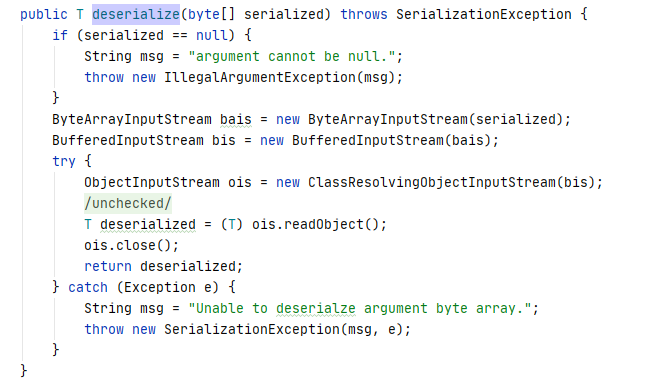 public T deserialize(byte[] serialized) throws SerializationException {
if (serialized == null) {
String msg = "argument cannot be null.";
throw new IllegalArgumentException(msg);
}
ByteArrayInputStream bais = new ByteArrayInputStream(serialized);
BufferedInputStream bis = new BufferedInputStream(bais);
try {
ObjectInputStream ois = new ClassResolvingObjectInputStream(bis);
/unchecked/
T deserialized = (T) ois.readObject();
ois.close();
return deserialized;
} catch (Exception e) {
String msg = "Unable to deserialze argument byte array.";
throw new SerializationException(msg, e);
}
}